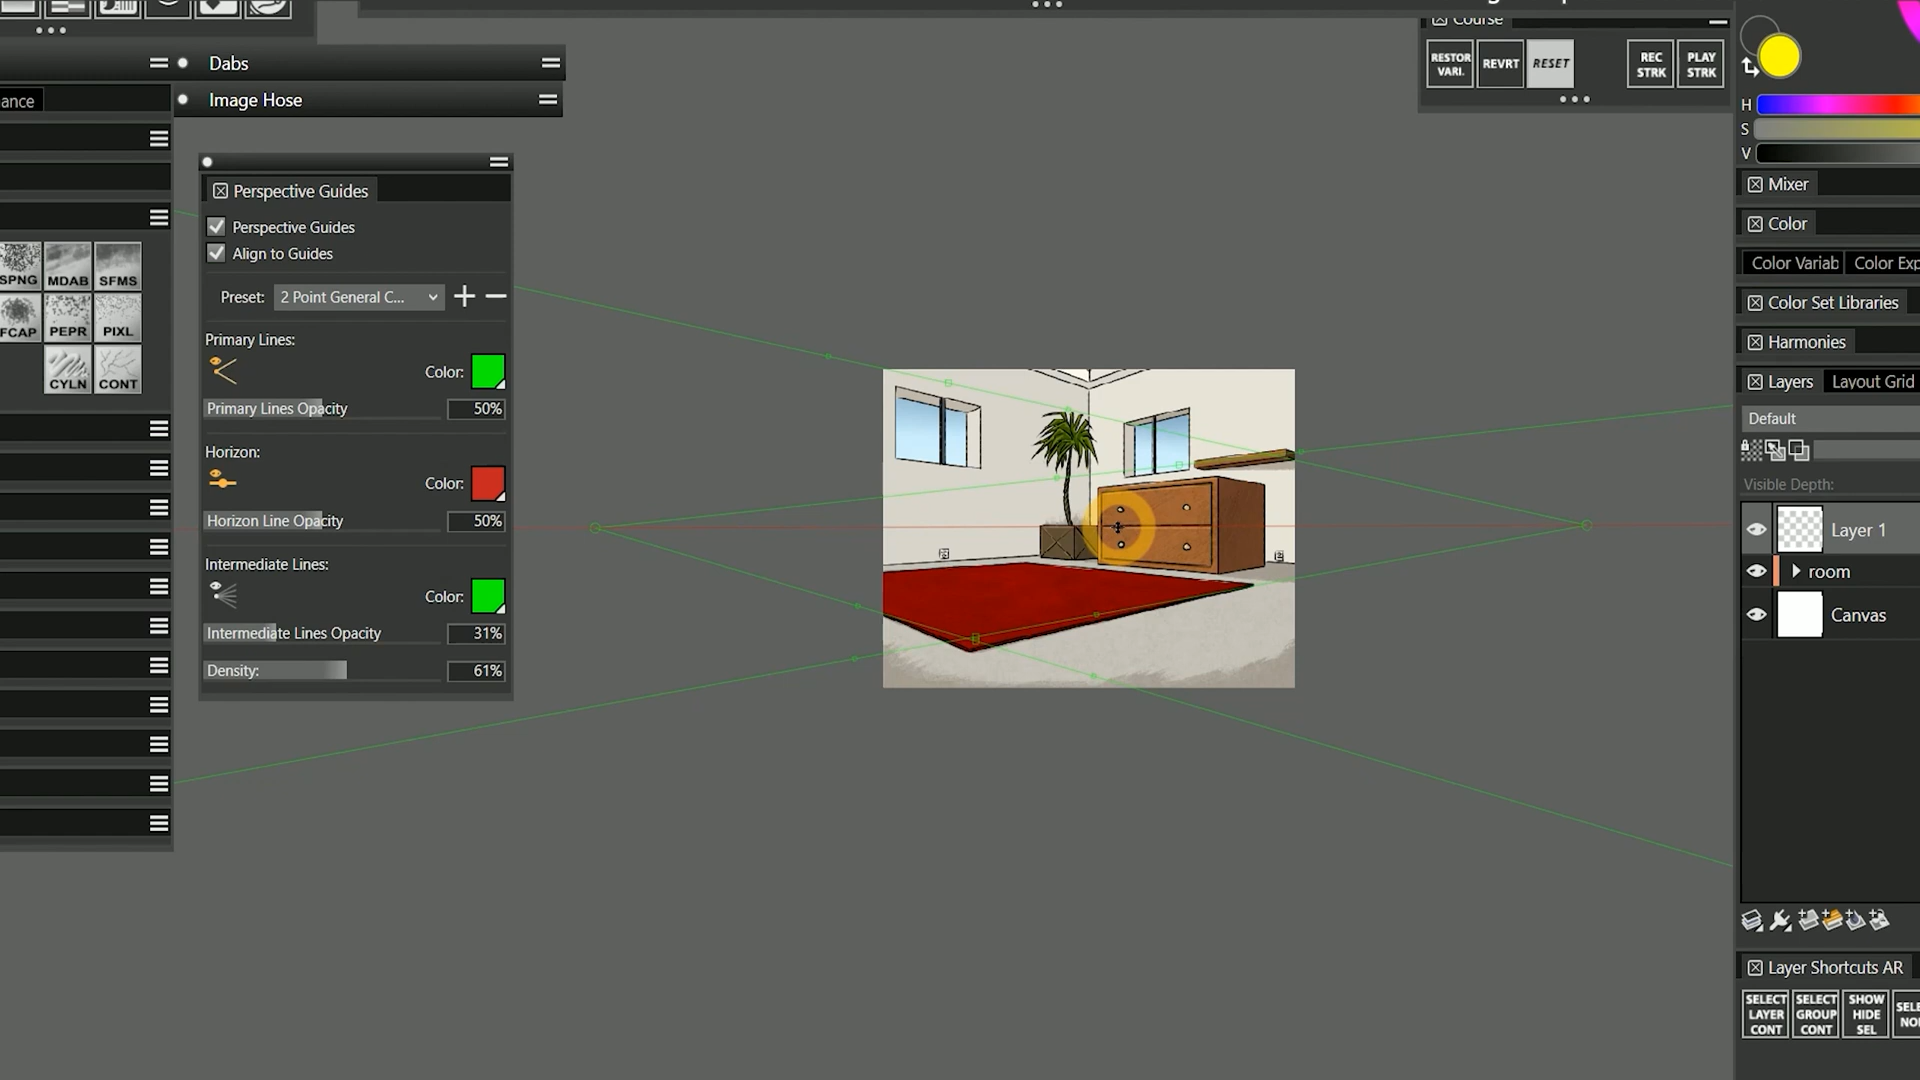 Dabs
Image Hose
ance
SPNG MDAB SFMS
FCAP PEPR PIXL
CYLN CONT
Perspective Guides
Perspective Guides
Align to Guides
Preset: 2 Point General C...
Primary Lines:
Color:
Primary Lines Opacity 50%
Horizon:
Color:
Horizon Line Opacity 50%
Intermediate Lines:
Color:
Intermediate Lines Opacity 31%
Density: 61%
Course
RESTOR VARI. REVRT RESET REC STRK PLAY STRK
H
S
V
Mixer
Color
Color Variab Color Exp
Color Set Libraries
Harmonies
Layers Layout Grid
Default
Visible Depth:
Layer 1
room
Canvas
Layer Shortcuts AR
SELECT LAYER CONT SELECT GROUP CONT SHOW HIDE SEL SELE NO